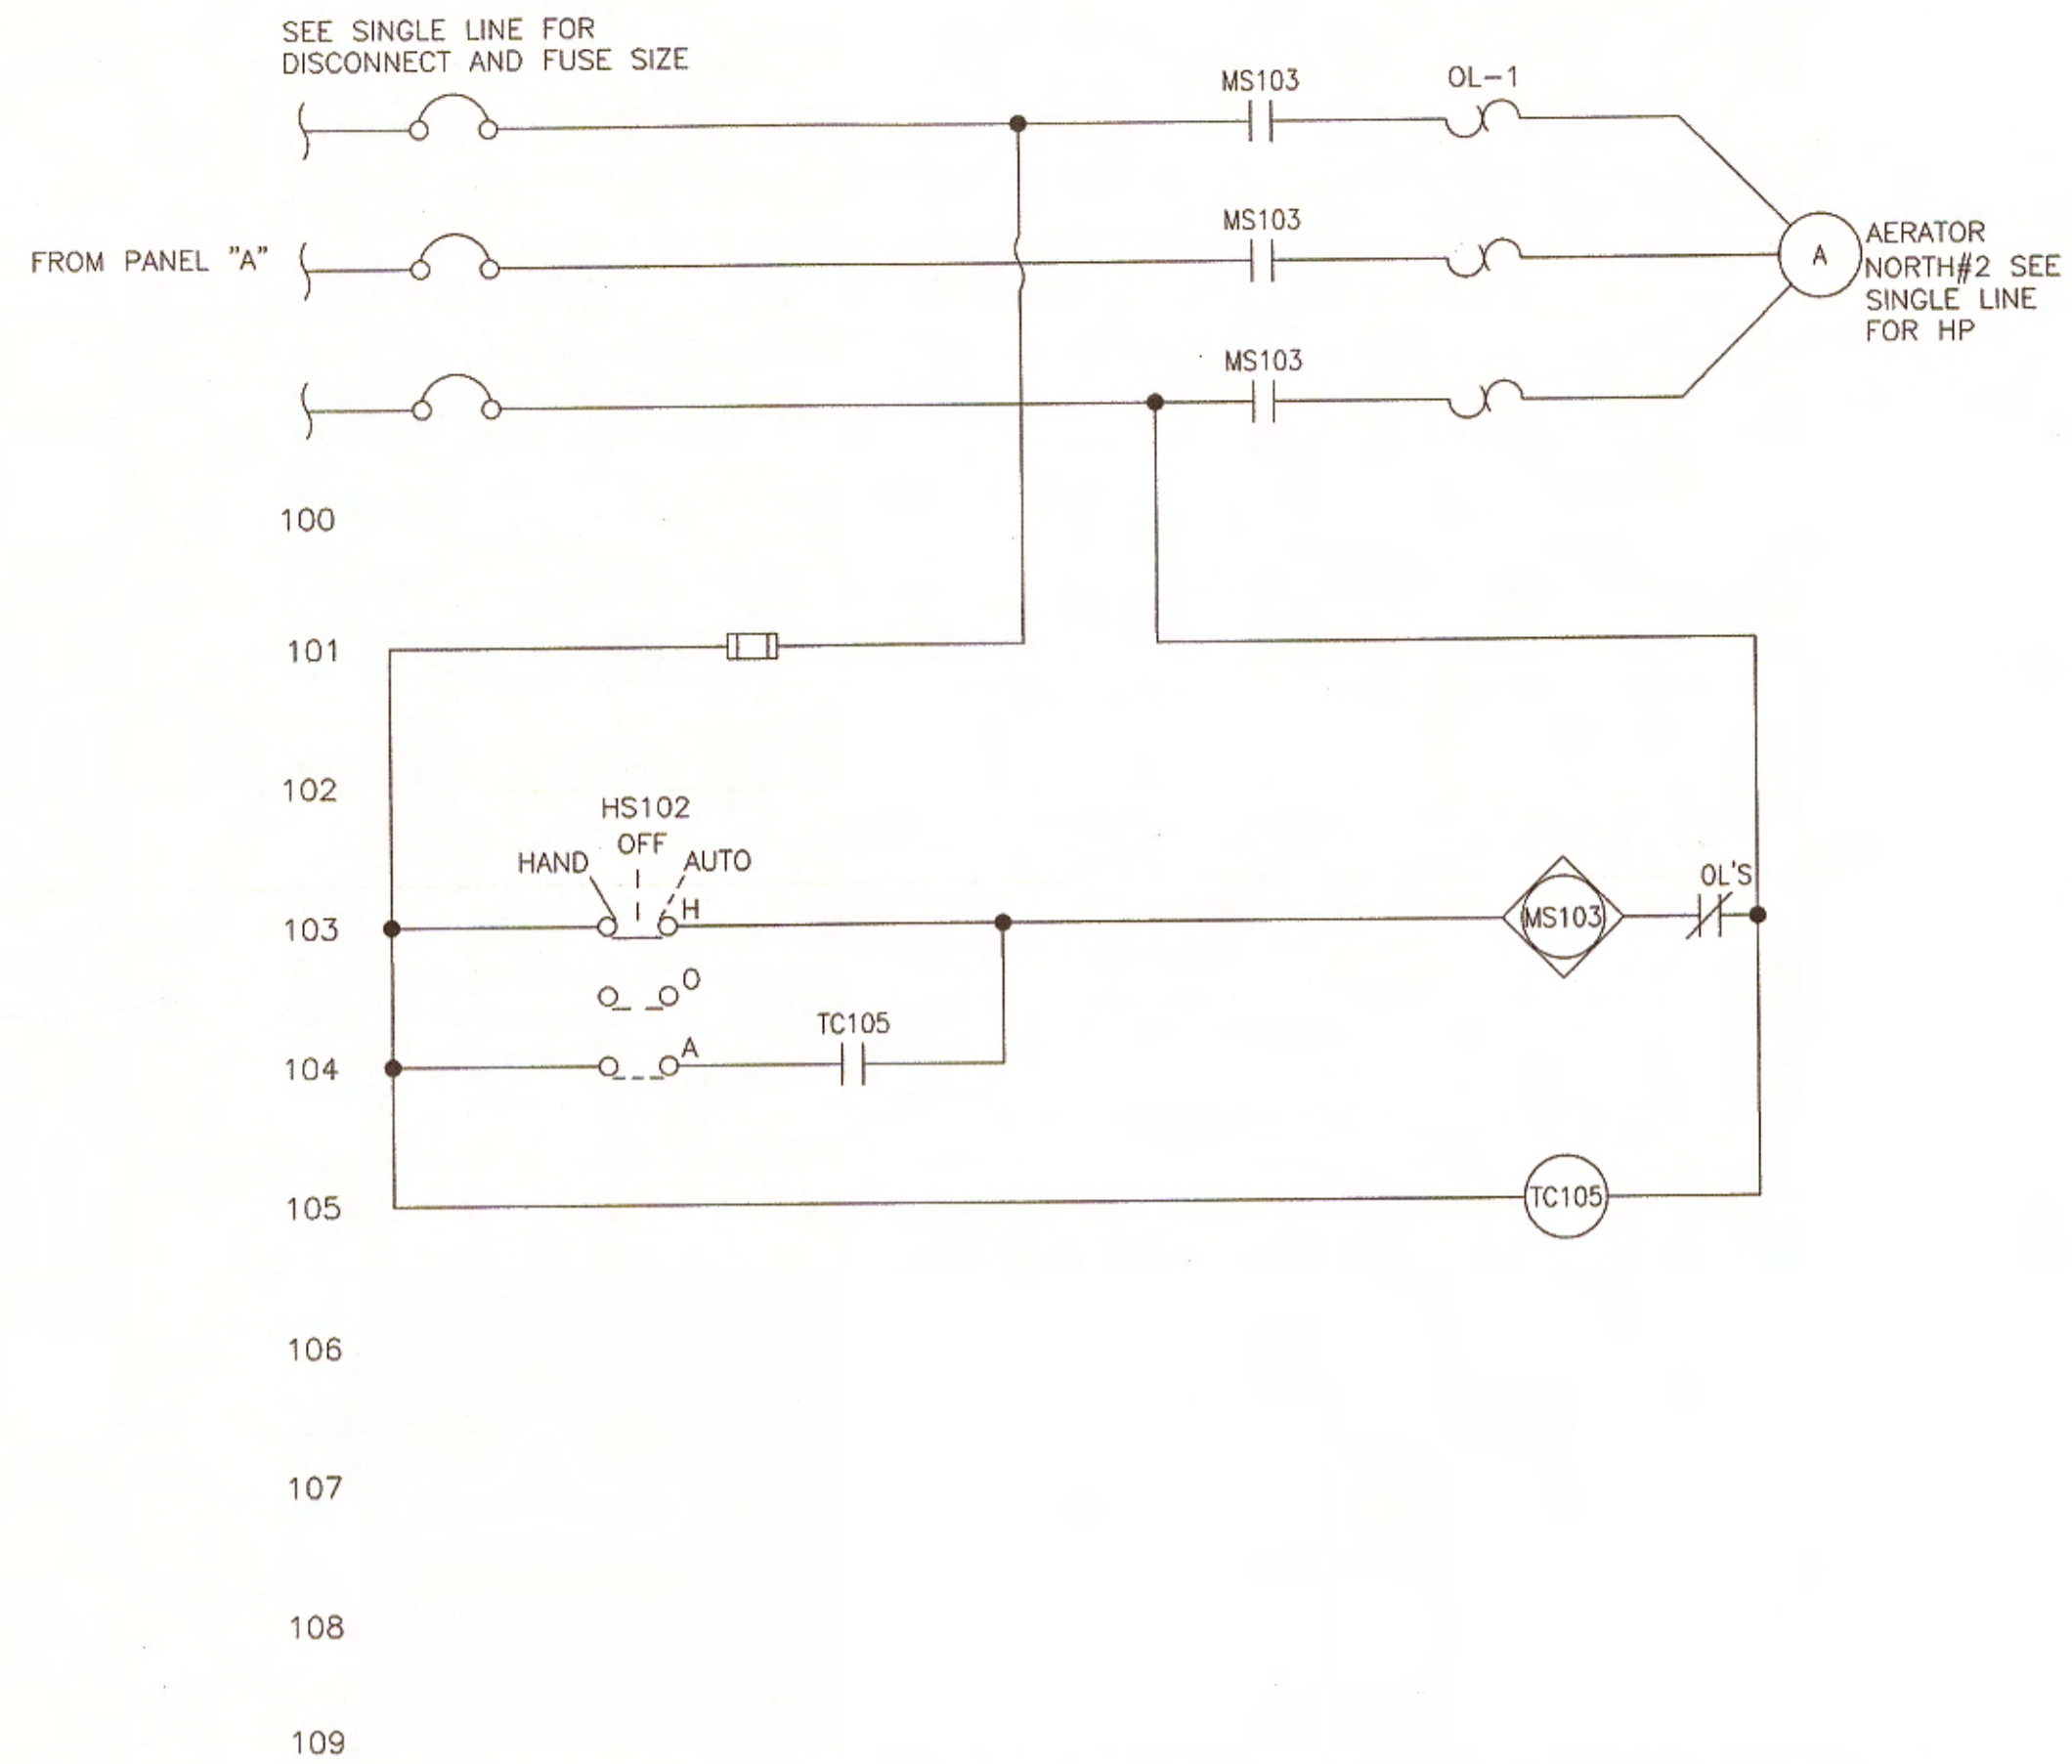 SEE SINGLE LINE FOR
DISCONNECT AND FUSE SIZE
MS103
OL-1
FROM PANEL "A"
MS103
A
AERATOR
NORTH#2 SEE
SINGLE LINE
FOR HP
MS103
100
101
102
HS102
OFF
HAND
AUTO
103
H
MS103
OL'S
O
104
A
TC105
105
TC105
106
107
108
109